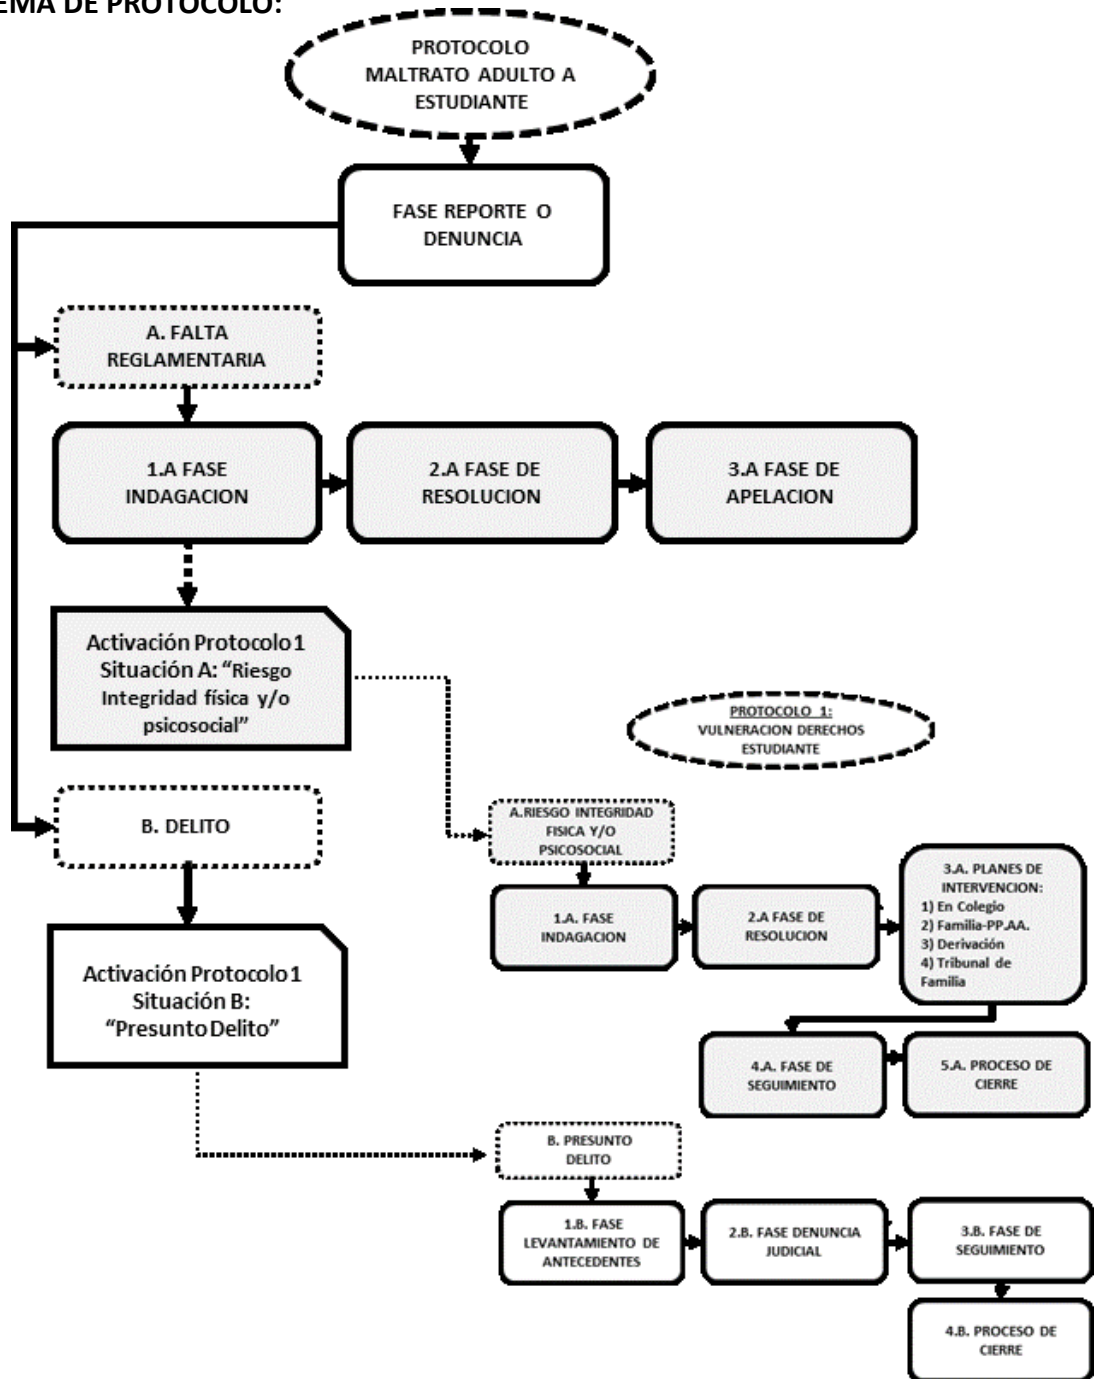 EMA DE PROTOCOLO:
PROTOCOLO
MALTRATO ADULTO A
ESTUDIANTE
FASE REPORTE O
DENUNCIA
A. FALTA
REGLAMENTARIA
1.A FASE
INDAGACION
2.A FASE DE
RESOLUCION
3.A FASE DE
APELACION
Activación Protocolo 1
Situación A: “Riesgo
Integridad física y/o
psicosocial”
B. DELITO
Activación Protocolo 1
Situación B:
“Presunto Delito”
PROTOCOLO 1:
VULNERACION DERECHOS
ESTUDIANTE
A.RIESGO INTEGRIDAD
FISICA Y/O
PSICOSOCIAL
1.A. FASE
INDAGACION
2.A FASE DE
RESOLUCION
3.A. PLANES DE
INTERVENCION:
1) En Colegio
2) Familia-PP.AA.
3) Derivación
4) Tribunal de
Familia
4.A. FASE DE
SEGUIMIENTO
5.A. PROCESO DE
CIERRE
B. PRESUNTO
DELITO
1.B. FASE
LEVANTAMIENTO DE
ANTECEDENTES
2.B. FASE DENUNCIA
JUDICIAL
3.B. FASE DE
SEGUIMIENTO
4.B. PROCESO DE
CIERRE